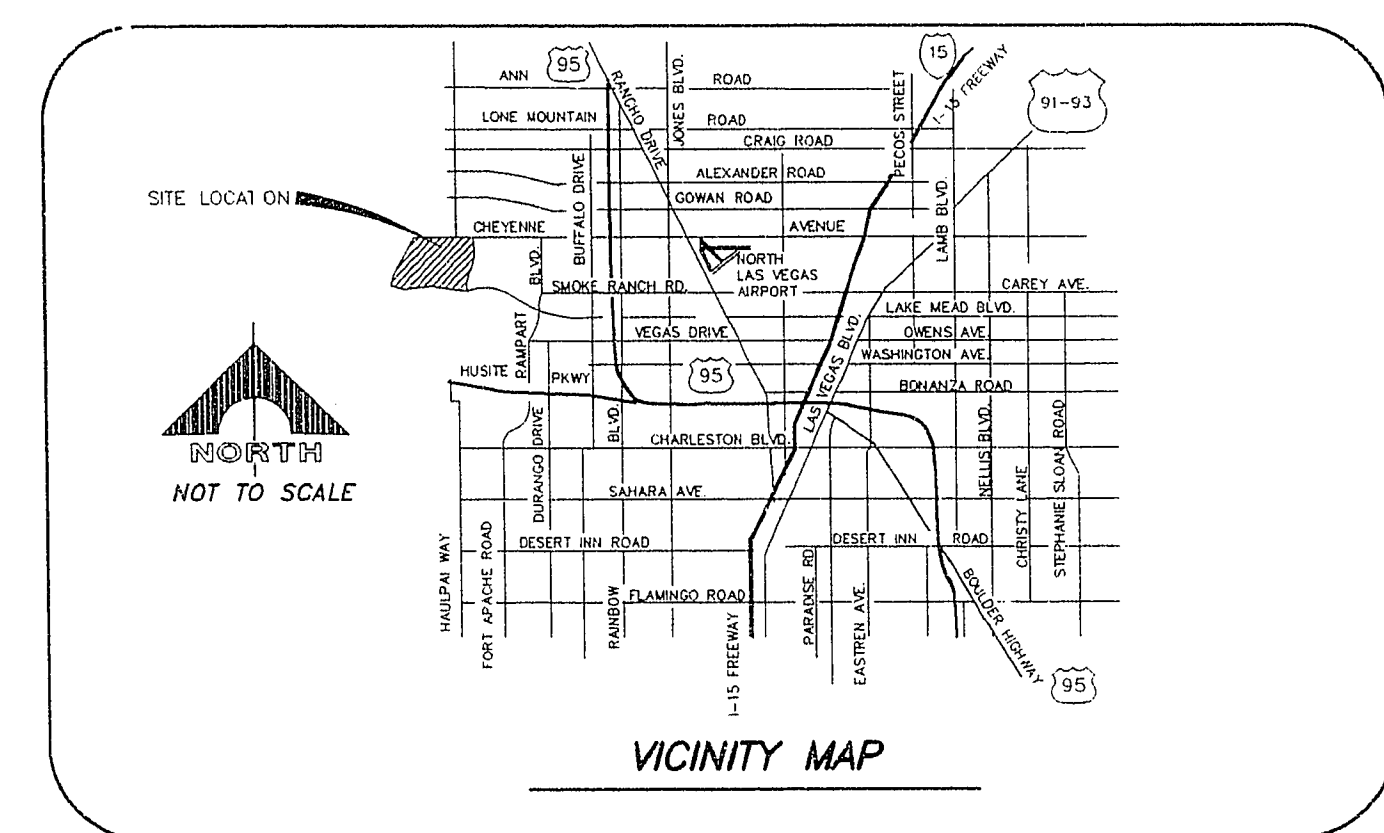 95
15
ANN ROAD
RANCHO DRIVE
JONES BLVD.
PECOS STREET
I-15 FREEWAY
91-93
LONE MOUNTAIN ROAD
CRAIG ROAD
BUFFALO DRIVE
ALEXANDER ROAD
SITE LOCATION
GOWAN ROAD
CHEYENNE AVENUE
LAMB BLVD.
NORTH
LAS VEGAS
AIRPORT
RAMPART BLVD.
SMOKE RANCH RD.
CAREY AVE.
LAKE MEAD BLVD.
VEGAS DRIVE
OWENS AVE.
LAS VEGAS BLVD.
WASHINGTON AVE.
HUSITE PKWY
95
BONANZA ROAD
NORTH
NOT TO SCALE
CHARLESTON BLVD.
DURANGO DRIVE
RAINBOW BLVD.
NELLIS BLVD.
CHRISTY LANE
STEPHANIE SLOAN ROAD
SAHARA AVE.
DESERT INN ROAD
DESERT INN ROAD
HAULPAI WAY
FORT APACHE ROAD
FLAMINGO ROAD
I-15 FREEWAY
PARADISE RD
EASTREN AVE.
BOULDER HIGHWAY
95
VICINITY MAP